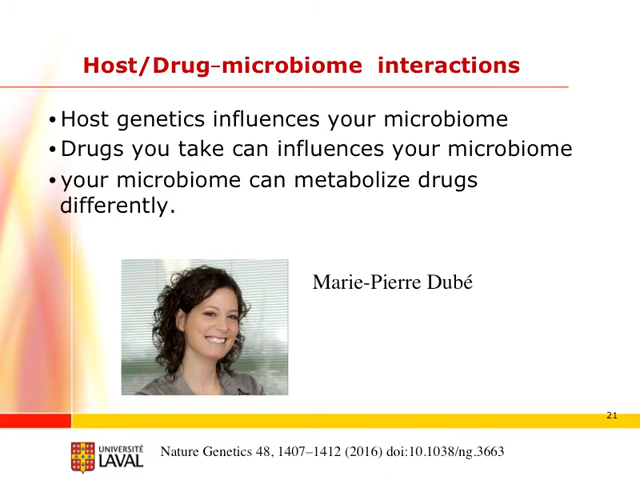 Host/Drug–microbiome interactions
• Host genetics influences your microbiome
• Drugs you take can influences your microbiome
• your microbiome can metabolize drugs
differently.
Marie-Pierre Dubé
21
UNIVERSITÉ
LAVAL
Nature Genetics 48, 1407–1412 (2016) doi:10.1038/ng.3663